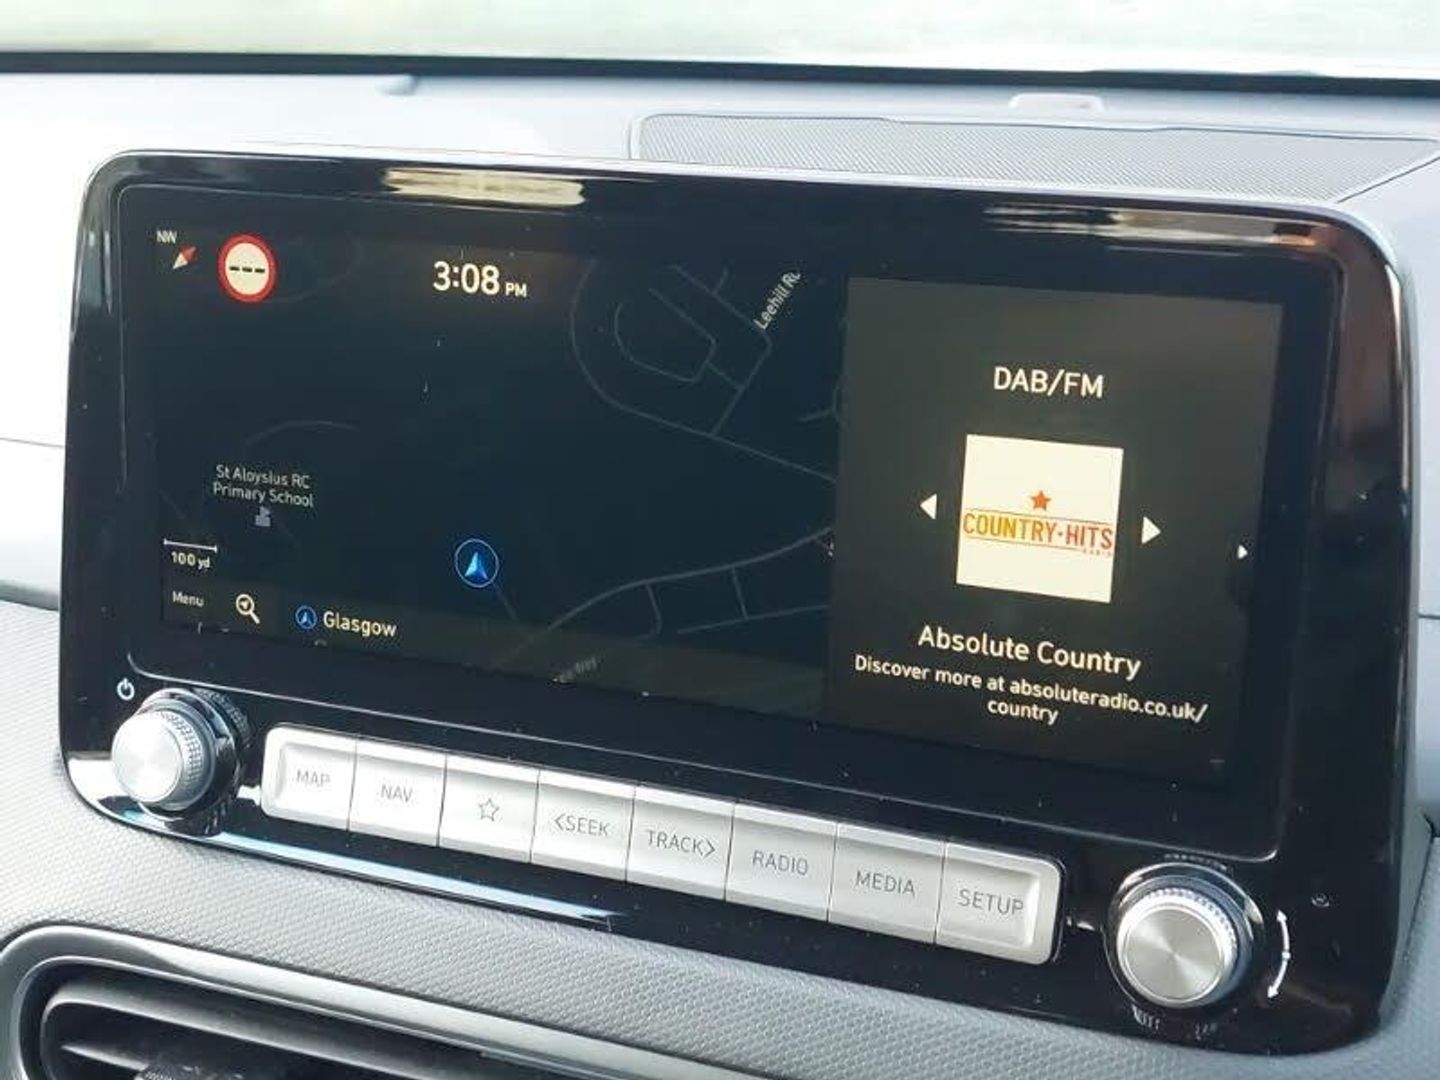 NW
---
3:08 PM
Leehill Rd
DAB/FM
St Aloysius RC
Primary School
COUNTRY·HITS
RADIO
100 yd
Menu
Glasgow
Absolute Country
Discover more at absoluteradio.co.uk/
country
MAP
NAV
<SEEK
TRACK>
RADIO
MEDIA
SETUP